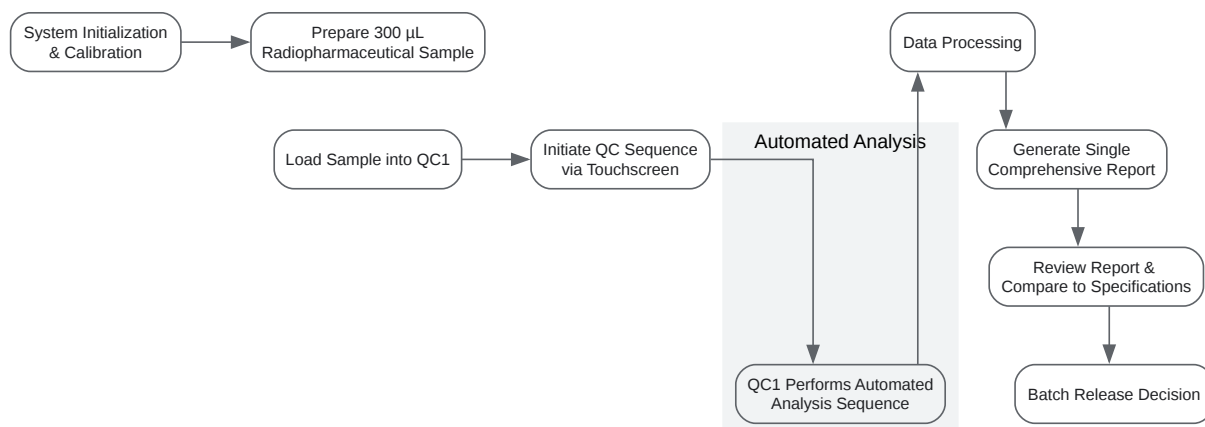 System Initialization
& Calibration
Prepare 300 µL
Radiopharmaceutical Sample
Data Processing
Load Sample into QC1
Initiate QC Sequence
via Touchscreen
Automated Analysis
Generate Single
Comprehensive Report
Review Report &
Compare to Specifications
QC1 Performs Automated
Analysis Sequence
Batch Release Decision